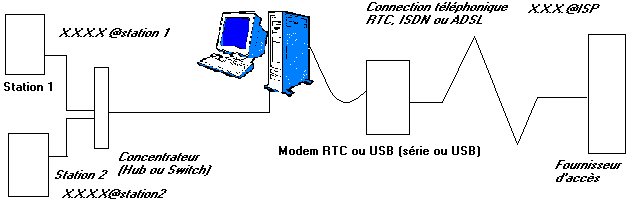 Connection téléphonique
RTC, ISDN ou ADSL
X.X.X @ISP
X.X.X.X @station 1
Station 1
Modem RTC ou USB (série ou USB)
Concentrateur
(Hub ou Switch)
Station 2
X.X.X.X@station2
Fournisseur
d'accès